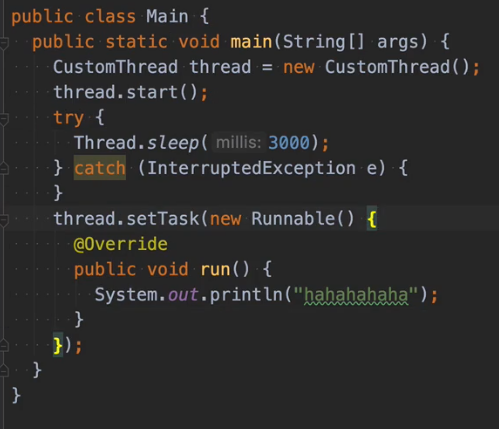 public class Main {
public static void main(String[] args) {
CustomThread thread = new CustomThread();
thread.start();
try {
Thread.sleep( millis: 3000);
} catch (InterruptedException e) {
}
thread.setTask(new Runnable() {
@Override
public void run() {
System.out.println("hahahahaha");
}
});
}
}